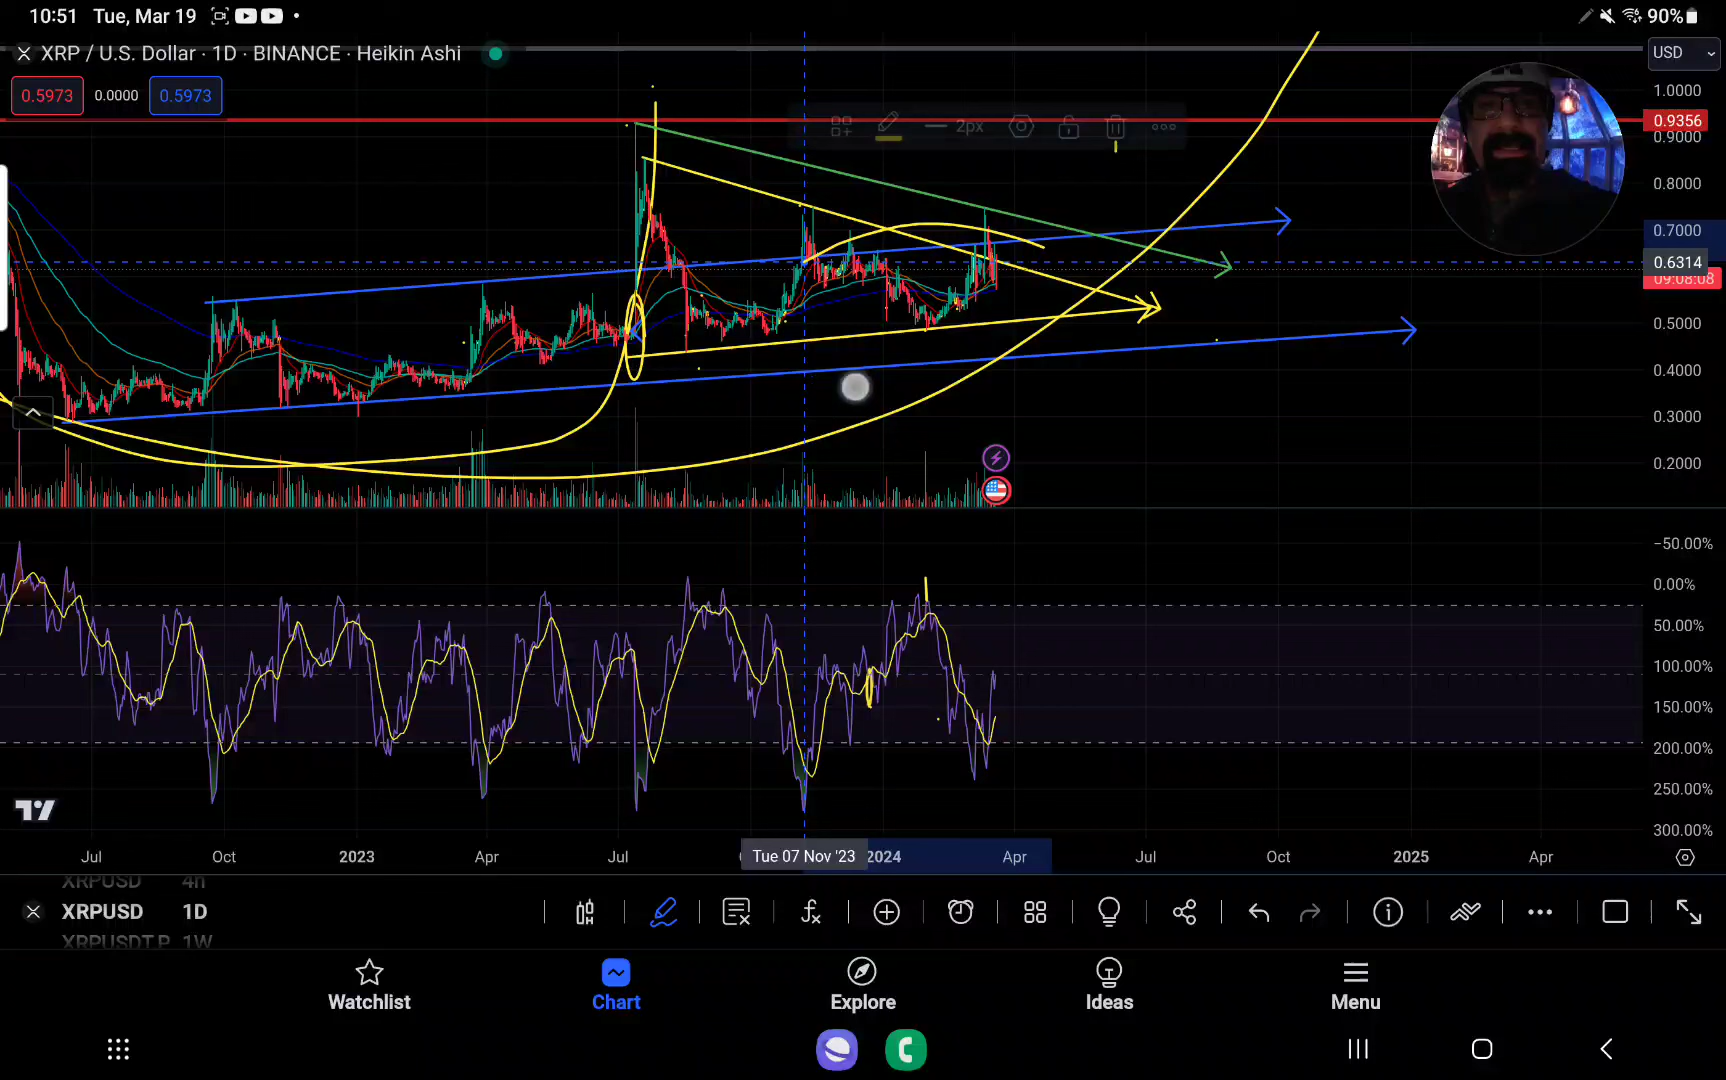 10:51 Tue, Mar 19
90%
XRP / U.S. Dollar · 1D · BINANCE · Heikin Ashi
USD
0.5973 0.0000 0.5973
2px
1.0000
0.9356
0.9000
0.8000
0.7000
0.6314
09:08:08
0.5000
0.4000
0.3000
0.2000
−50.00%
0.00%
50.00%
100.00%
150.00%
200.00%
250.00%
300.00%
Jul Oct 2023 Apr Jul Tue 07 Nov '23 2024 Apr Jul Oct 2025 Apr
XRPUSD 4h
XRPUSD 1D
XRPUSDT.P 1W
Watchlist Chart Explore Ideas Menu